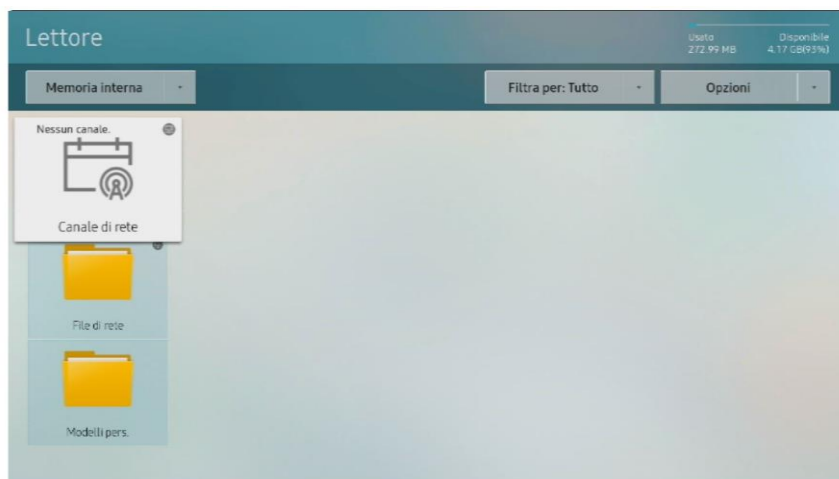 Lettore
Usato Disponibile
272.99 MB 4.17 GB(93%)
Memoria interna
Filtra per: Tutto
Opzioni
Nessun canale.
Canale di rete
File di rete
Modelli pers.